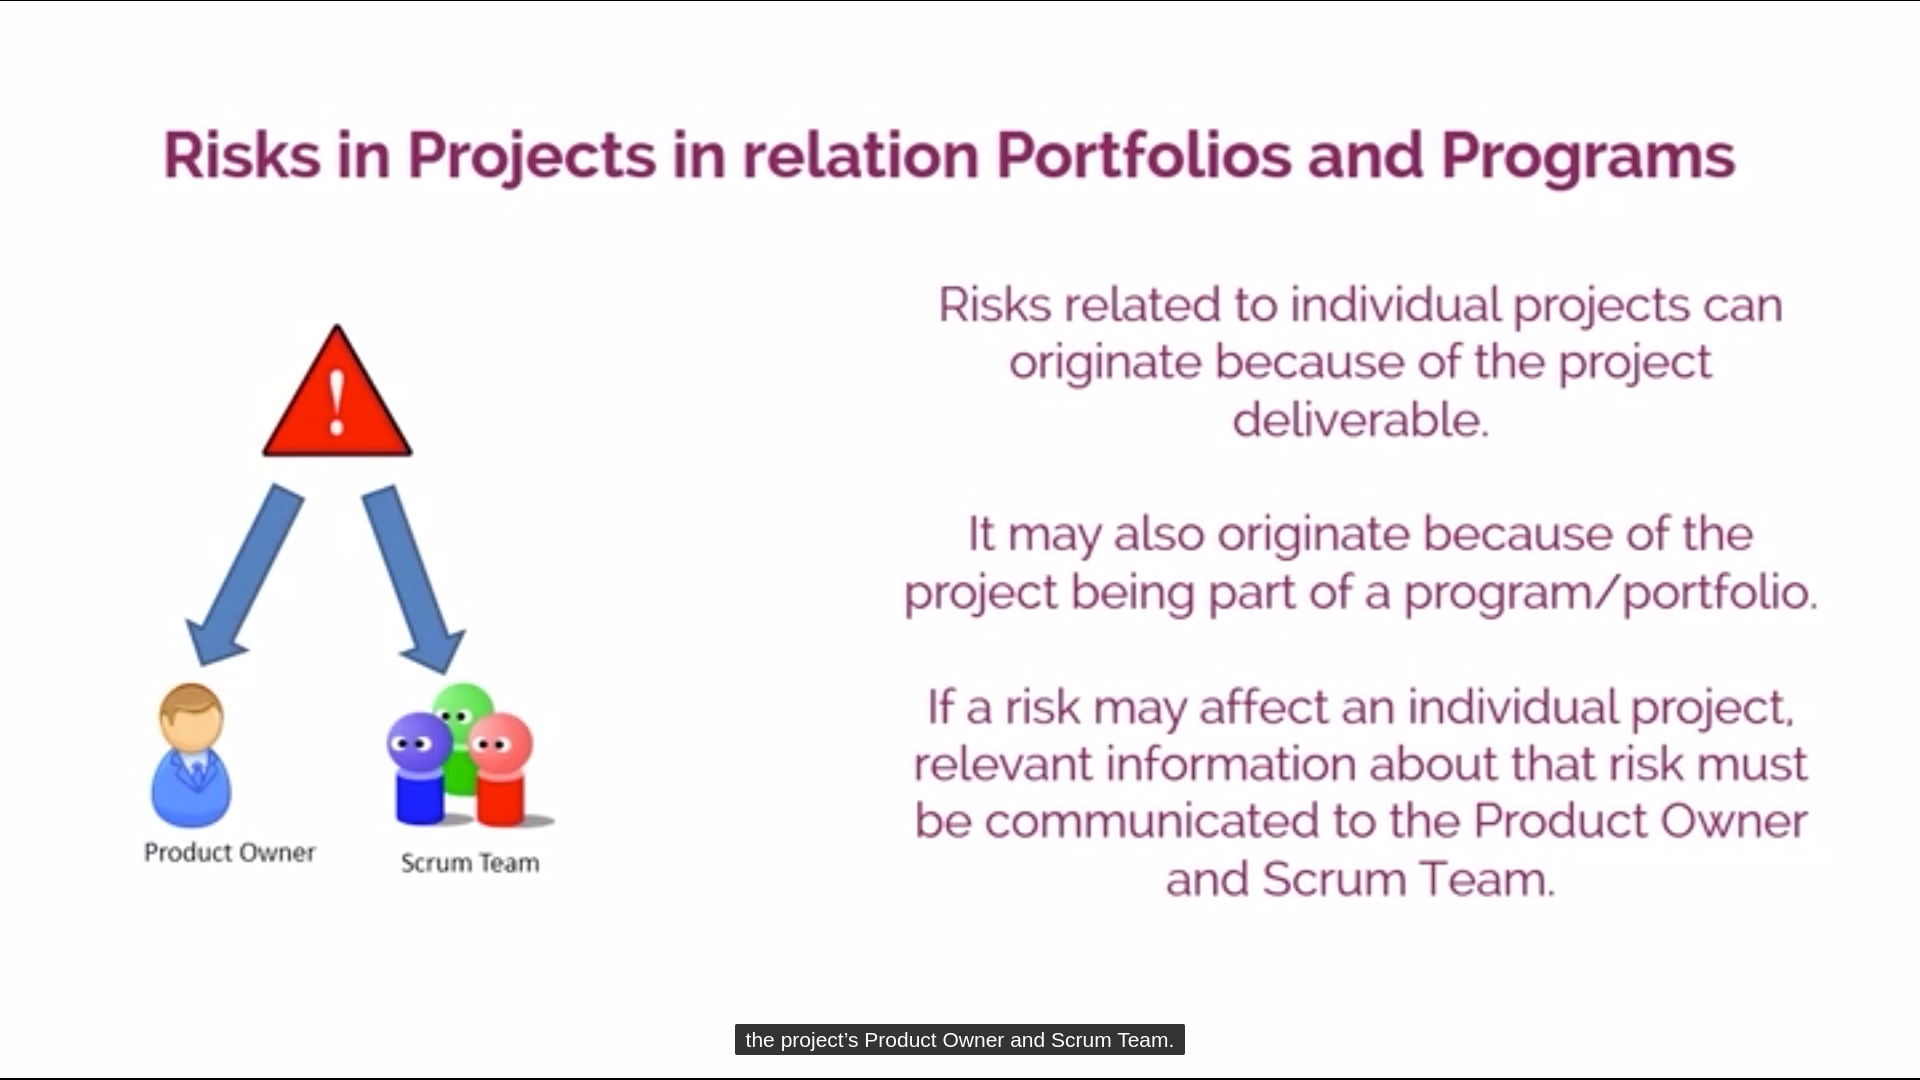 Risks in Projects in relation Portfolios and Programs
Risks related to individual projects can
originate because of the project
deliverable.
It may also originate because of the
project being part of a program/portfolio.
If a risk may affect an individual project,
relevant information about that risk must
be communicated to the Product Owner
and Scrum Team.
!
Product Owner
Scrum Team
the project’s Product Owner and Scrum Team.